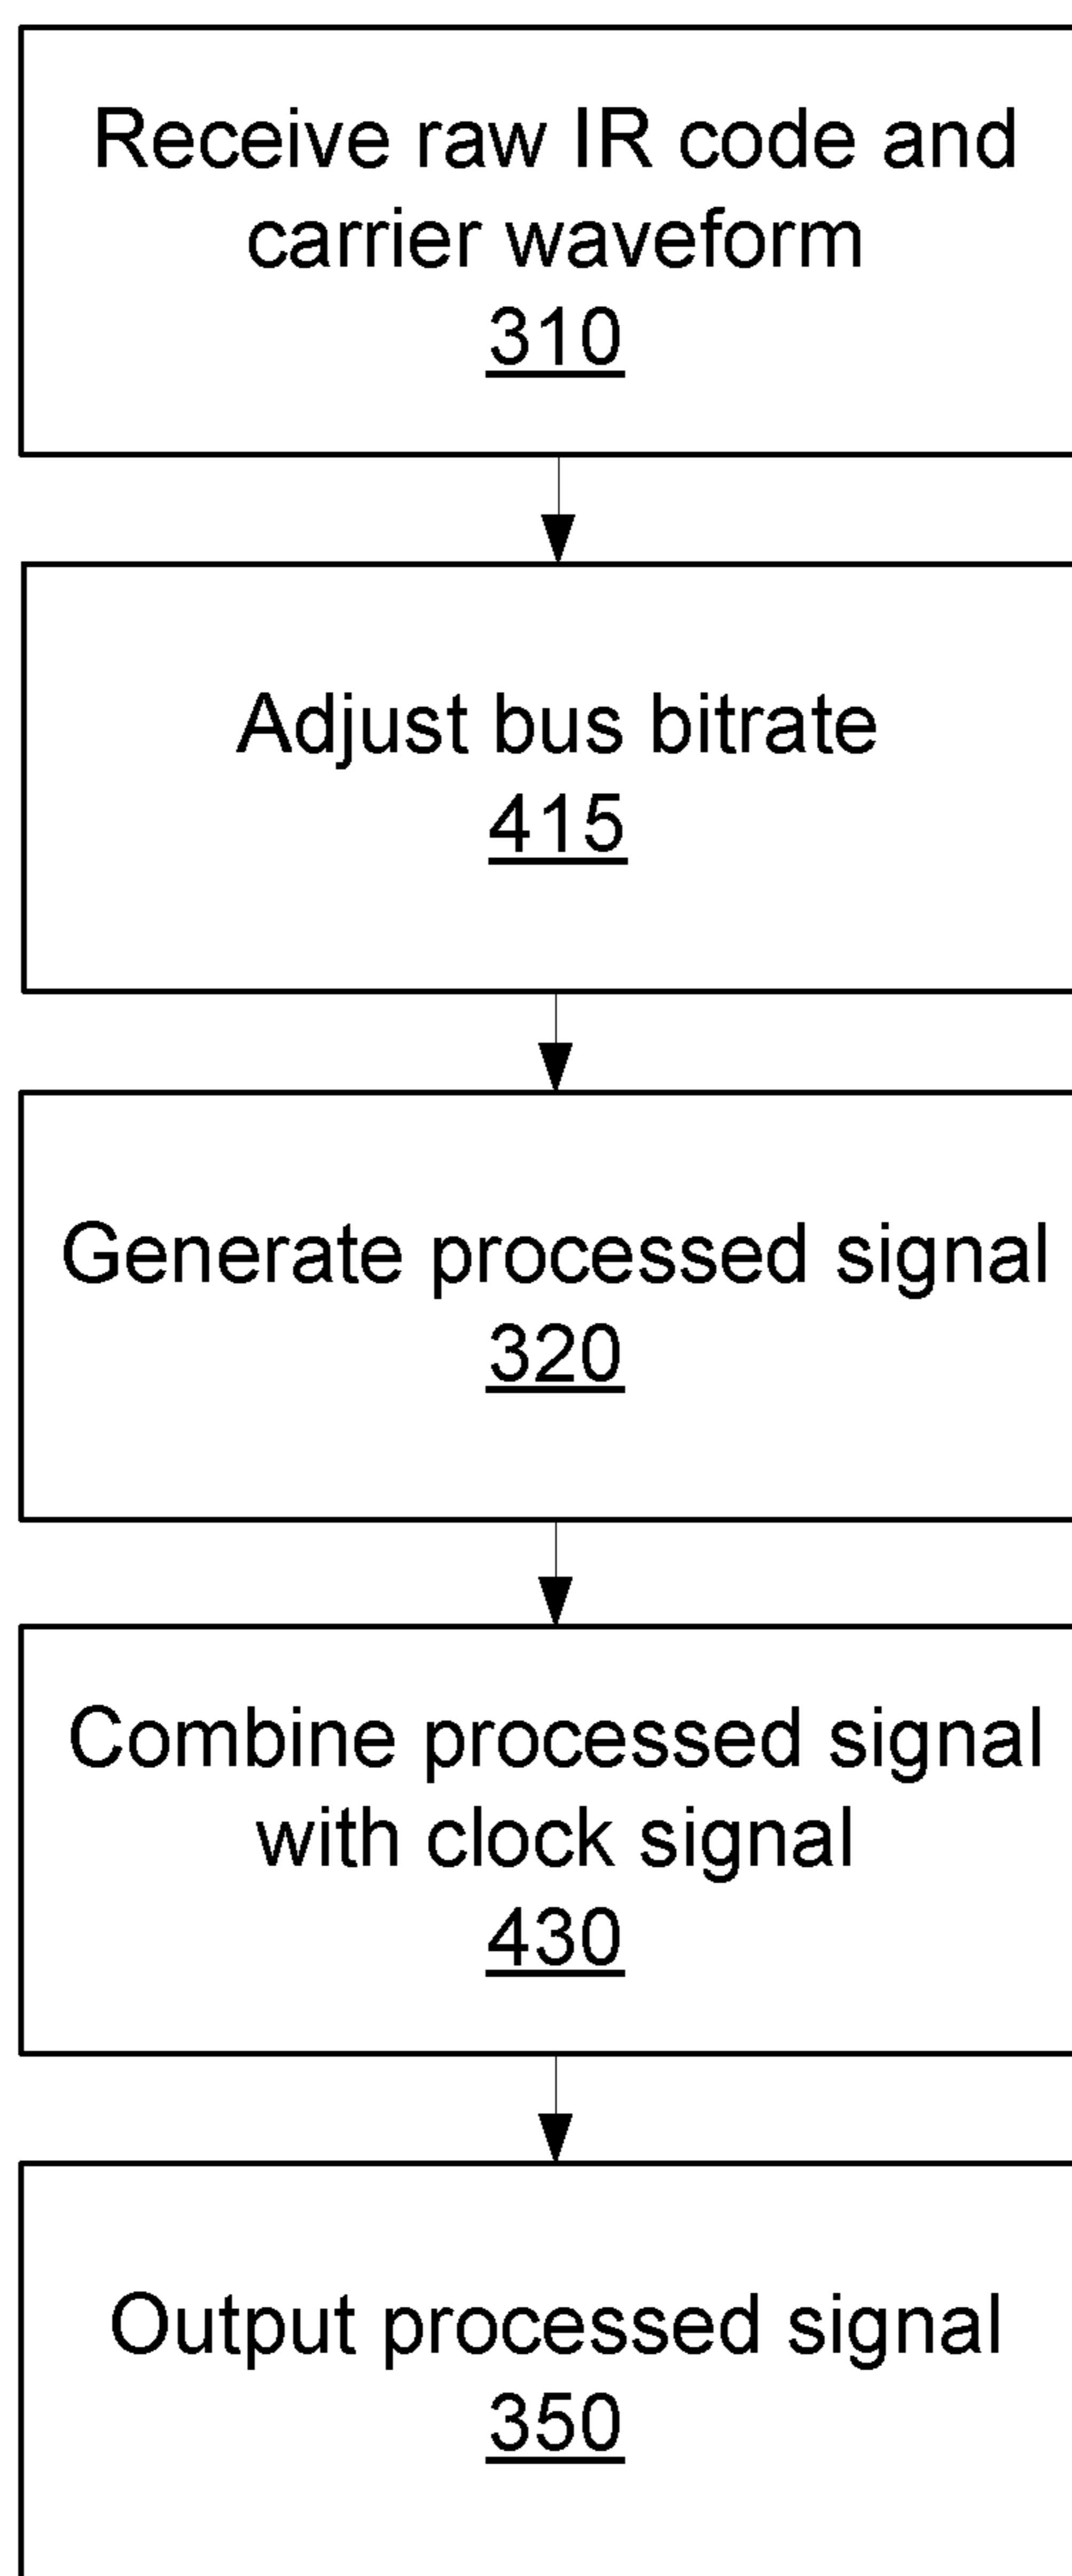 Receive raw IR code and
carrier waveform
310
Adjust bus bitrate
415
Generate processed signal
320
Combine processed signal
with clock signal
430
Output processed signal
350